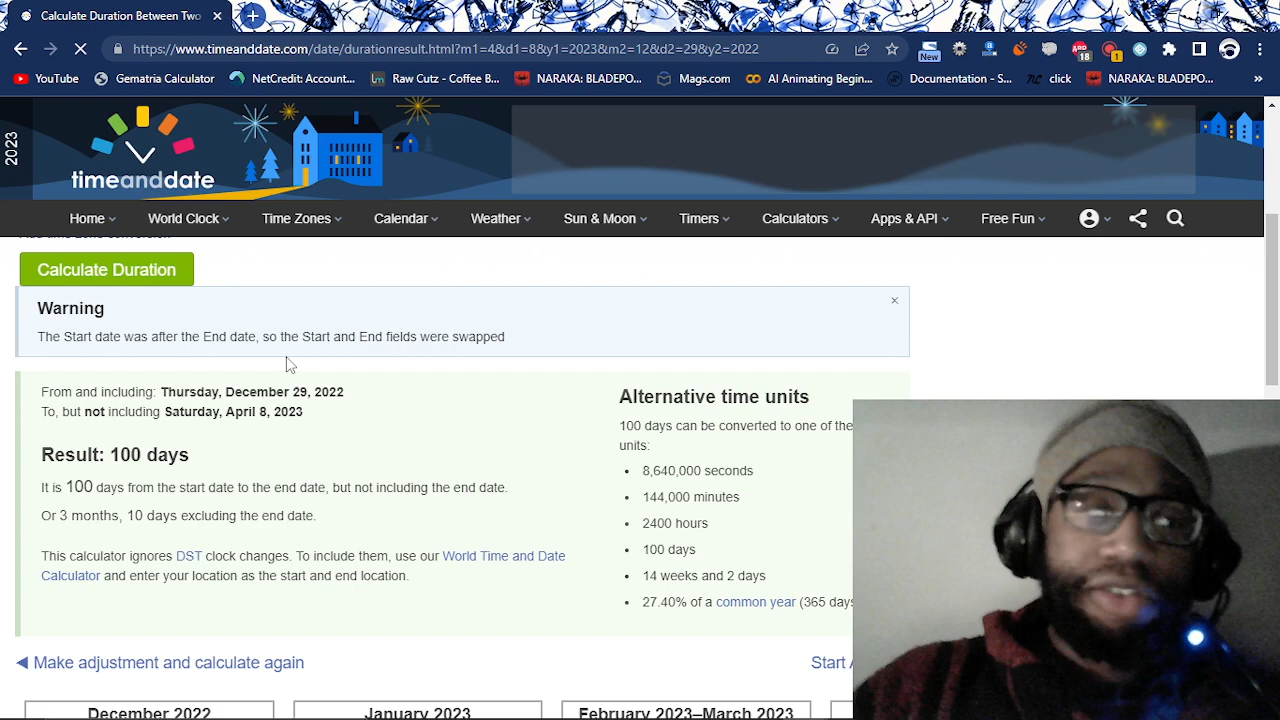 Calculate Duration Between Two
https://www.timeanddate.com/date/durationresult.html?m1=4&d1=8&y1=2023&m2=12&d2=29&y2=2022
New
18
1
YouTube
Gematria Calculator
NetCredit: Account...
Raw Cutz - Coffee B...
NARAKA: BLADEPO...
Mags.com
AI Animating Begin...
Documentation - S...
click
NARAKA: BLADEPO...
»
2023
timeanddate
Home
World Clock
Time Zones
Calendar
Weather
Sun & Moon
Timers
Calculators
Apps & API
Free Fun
Calculate Duration
Warning
×
The Start date was after the End date, so the Start and End fields were swapped
From and including: Thursday, December 29, 2022
To, but not including Saturday, April 8, 2023
Result: 100 days
It is 100 days from the start date to the end date, but not including the end date.
Or 3 months, 10 days excluding the end date.
This calculator ignores DST clock changes. To include them, use our World Time and Date
Calculator and enter your location as the start and end location.
Alternative time units
100 days can be converted to one of the
units:
8,640,000 seconds
144,000 minutes
2400 hours
100 days
14 weeks and 2 days
27.40% of a common year (365 days
Make adjustment and calculate again
Start
December 2022
January 2023
February 2023–March 2023